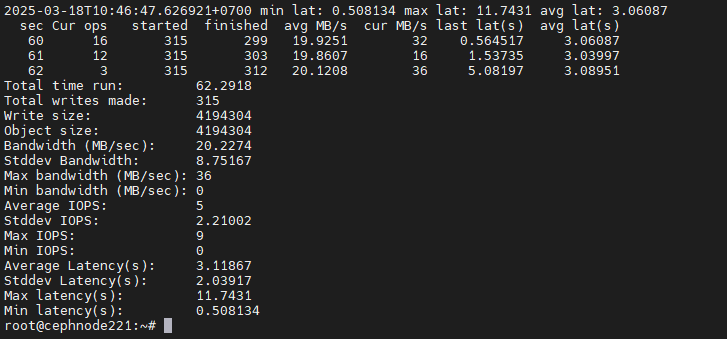 2025-03-18T10:46:47.626921+0700 min lat: 0.508134 max lat: 11.7431 avg lat: 3.06087
  sec Cur ops   started  finished  avg MB/s  cur MB/s last lat(s)  avg lat(s)
   60      16       315       299   19.9251        32    0.564517     3.06087
   61      12       315       303   19.8607        16     1.53735     3.03997
   62       3       315       312   20.1208        36     5.08197     3.08951
Total time run:         62.2918
Total writes made:      315
Write size:             4194304
Object size:            4194304
Bandwidth (MB/sec):     20.2274
Stddev Bandwidth:       8.75167
Max bandwidth (MB/sec): 36
Min bandwidth (MB/sec): 0
Average IOPS:           5
Stddev IOPS:            2.21002
Max IOPS:               9
Min IOPS:               0
Average Latency(s):     3.11867
Stddev Latency(s):      2.03917
Max latency(s):         11.7431
Min latency(s):         0.508134
root@cephnode221:~#